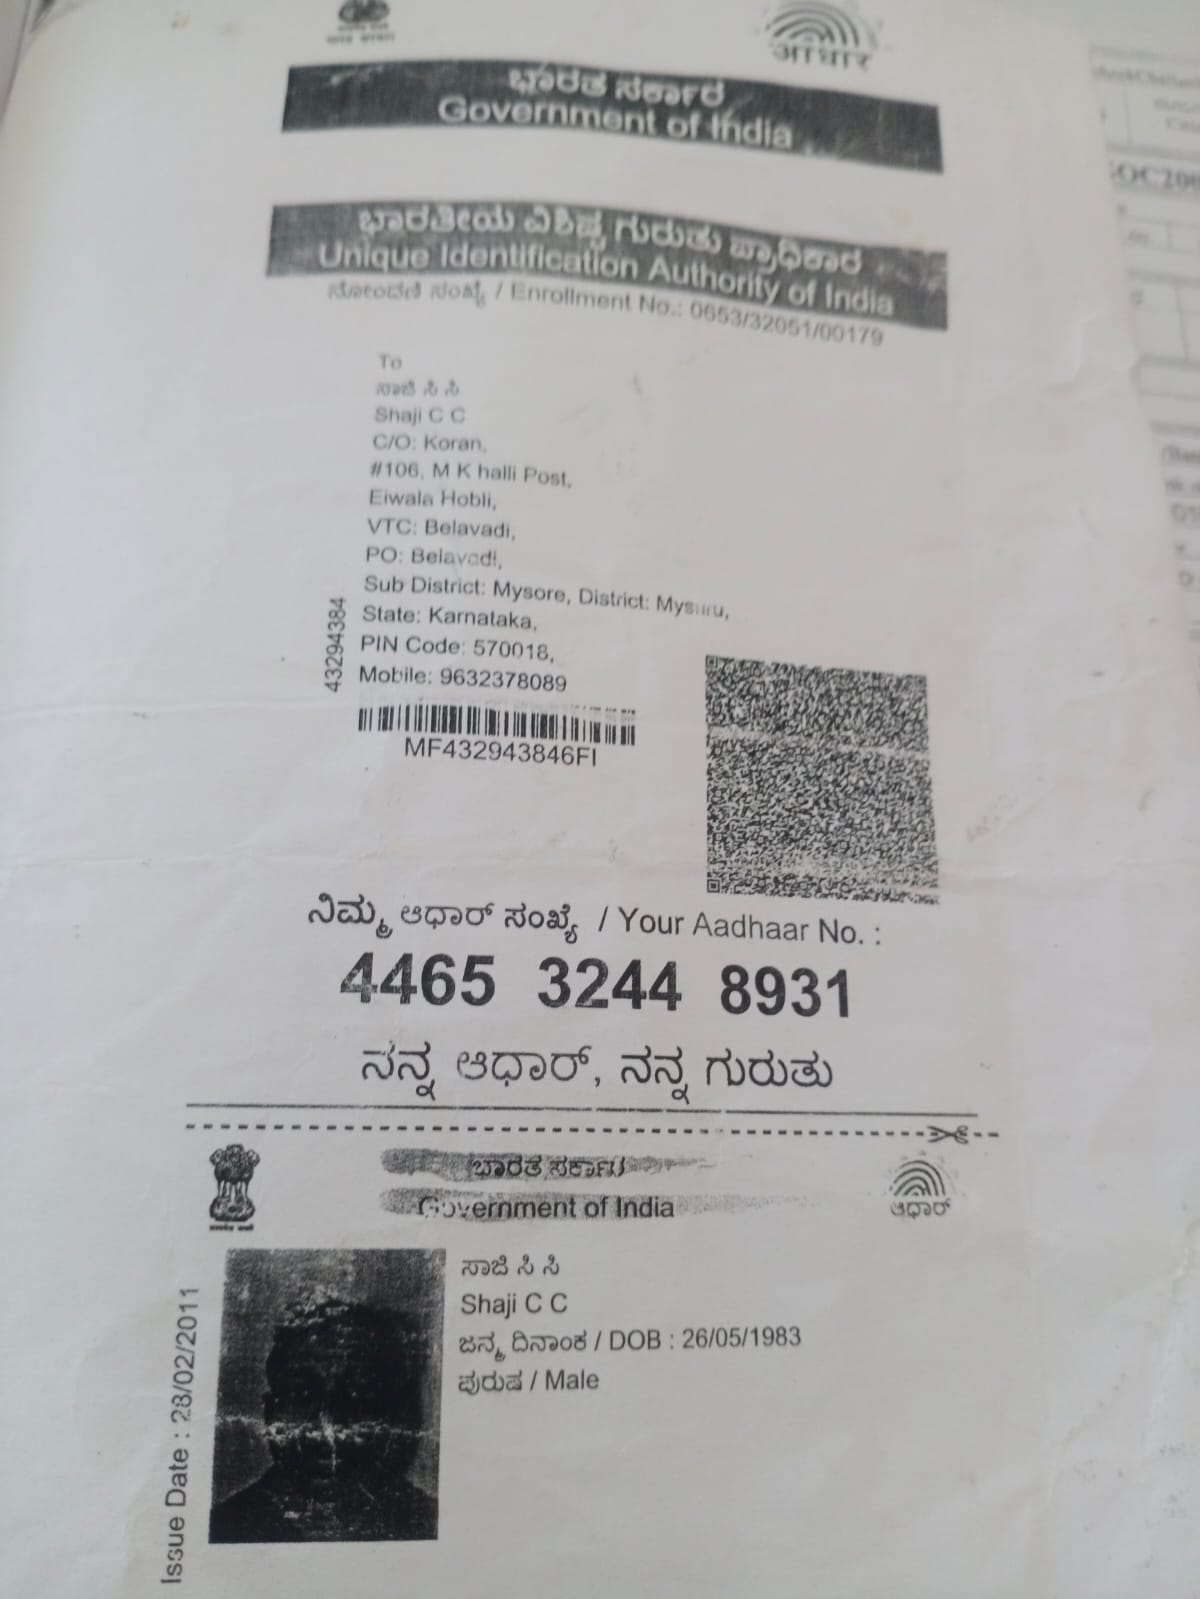 आधार
ಭಾರತ ಸರ್ಕಾರ
Government of India
ಭಾರತೀಯ ವಿಶಿಷ್ಟ ಗುರುತು ಪ್ರಾಧಿಕಾರ
Unique Identification Authority of India
ನೋಂದಣಿ ಸಂಖ್ಯೆ / Enrollment No.: 0653/32051/00179
To
ಸಾಜಿ ಸಿ ಸಿ
Shaji C C
C/O: Koran,
#106, M K halli Post,
Eiwala Hobli,
VTC: Belavadi,
PO: Belavadi,
Sub District: Mysore, District: Mysuru,
State: Karnataka,
PIN Code: 570018,
Mobile: 9632378089
43294384
MF432943846FI
ನಿಮ್ಮ ಆಧಾರ್ ಸಂಖ್ಯೆ / Your Aadhaar No. :
4465 3244 8931
ನನ್ನ ಆಧಾರ್, ನನ್ನ ಗುರುತು
ಭಾರತ ಸರ್ಕಾರ
Government of India
ಆಧಾರ್
ಸಾಜಿ ಸಿ ಸಿ
Shaji C C
ಜನ್ಮ ದಿನಾಂಕ / DOB : 26/05/1983
ಪುರುಷ / Male
Issue Date : 28/02/2011